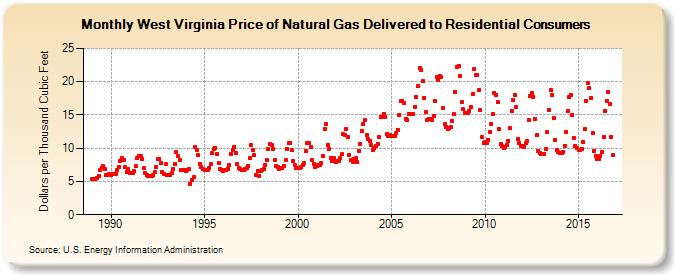 Monthly West Virginia Price of Natural Gas Delivered to Residential Consumers
Dollars per Thousand Cubic Feet
25
20
15
10
5
0
1990 1995 2000 2005 2010 2015
Source: U.S. Energy Information Administration